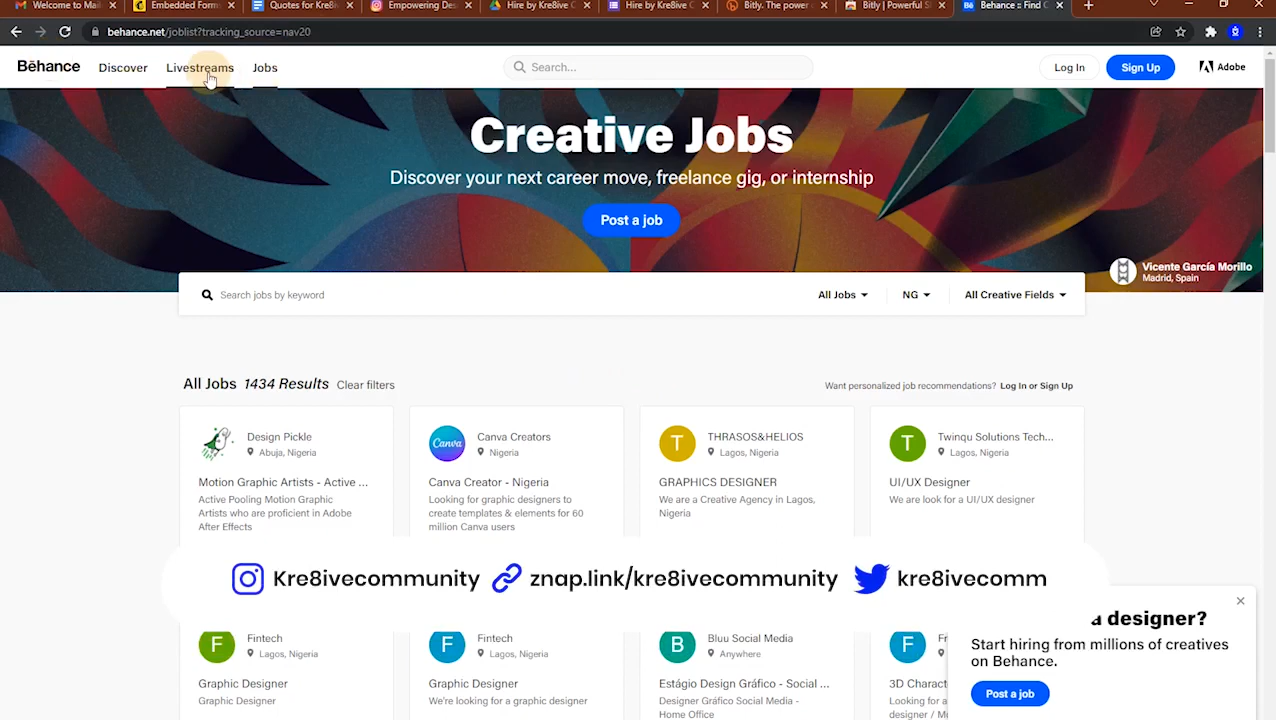 Welcome to Mail
Embedded Form
Quotes for Kre8iv
Empowering Des
Hire by Kre8ive C
Hire by Kre8ive C
Bitly. The power
Bitly | Powerful S
Behance :: Find C
behance.net/joblist?tracking_source=nav20
Bēhance
Discover
Livestreams
Jobs
Search...
Log In
Sign Up
Adobe
Creative Jobs
Discover your next career move, freelance gig, or internship
Post a job
Vicente García Morillo
Madrid, Spain
Search jobs by keyword
All Jobs
NG
All Creative Fields
All Jobs 1434 Results Clear filters
Want personalized job recommendations? Log In or Sign Up
Design Pickle
Abuja, Nigeria
Motion Graphic Artists - Active ...
Active Pooling Motion Graphic
Artists who are proficient in Adobe
After Effects
Canva
Canva Creators
Nigeria
Canva Creator - Nigeria
Looking for graphic designers to
create templates & elements for 60
million Canva users
T
THRASOS&HELIOS
Lagos, Nigeria
GRAPHICS DESIGNER
We are a Creative Agency in Lagos,
Nigeria
T
Twinqu Solutions Tech...
Lagos, Nigeria
UI/UX Designer
We are look for a UI/UX designer
Kre8ivecommunity
znap.link/kre8ivecommunity
kre8ivecomm
F
Fintech
Lagos, Nigeria
Graphic Designer
Graphic Designer
F
Fintech
Lagos, Nigeria
Graphic Designer
We're looking for a graphic designer
B
Bluu Social Media
Anywhere
Estágio Design Gráfico - Social ...
Designer Gráfico Social Media -
Home Office
F
Fr
Lagos
3D Charact
Looking for a
designer / M
a designer?
Start hiring from millions of creatives
on Behance.
Post a job